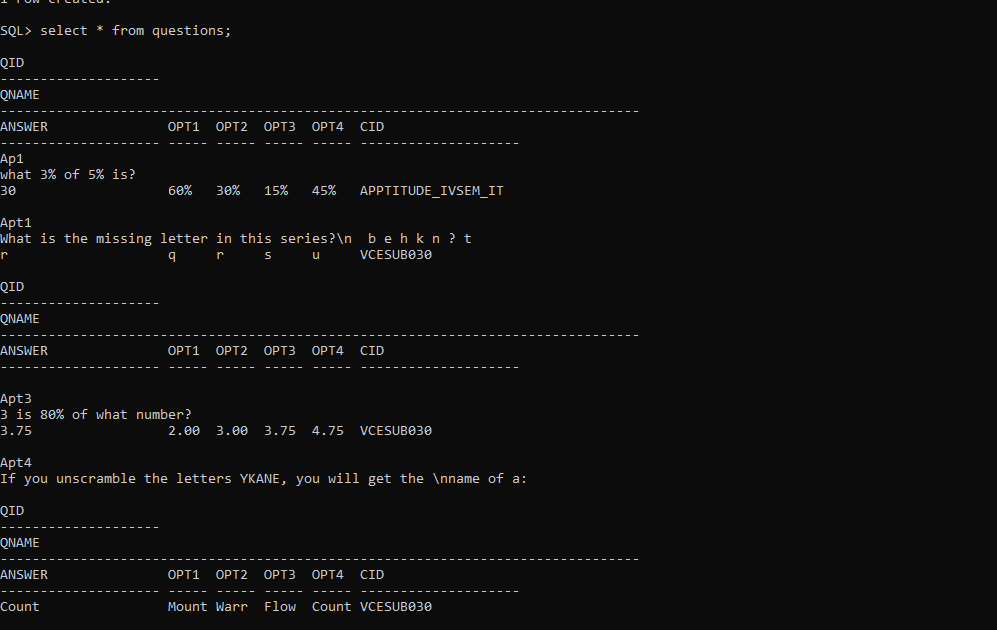 1 row created.
SQL> select * from questions;
QID
--------------------
QNAME
--------------------------------------------------------------------------------
ANSWER               OPT1  OPT2  OPT3  OPT4  CID
-------------------- ----- ----- ----- ----- --------------------
Ap1
what 3% of 5% is?
30                   60%   30%   15%   45%   APPTITUDE_IVSEM_IT
Apt1
What is the missing letter in this series?\n  b e h k n ? t
r                    q     r     s     u     VCESUB030
QID
--------------------
QNAME
--------------------------------------------------------------------------------
ANSWER               OPT1  OPT2  OPT3  OPT4  CID
-------------------- ----- ----- ----- ----- --------------------
Apt3
3 is 80% of what number?
3.75                 2.00  3.00  3.75  4.75  VCESUB030
Apt4
If you unscramble the letters YKANE, you will get the \nname of a:
QID
--------------------
QNAME
--------------------------------------------------------------------------------
ANSWER               OPT1  OPT2  OPT3  OPT4  CID
-------------------- ----- ----- ----- ----- --------------------
Count                Mount Warr  Flow  Count VCESUB030